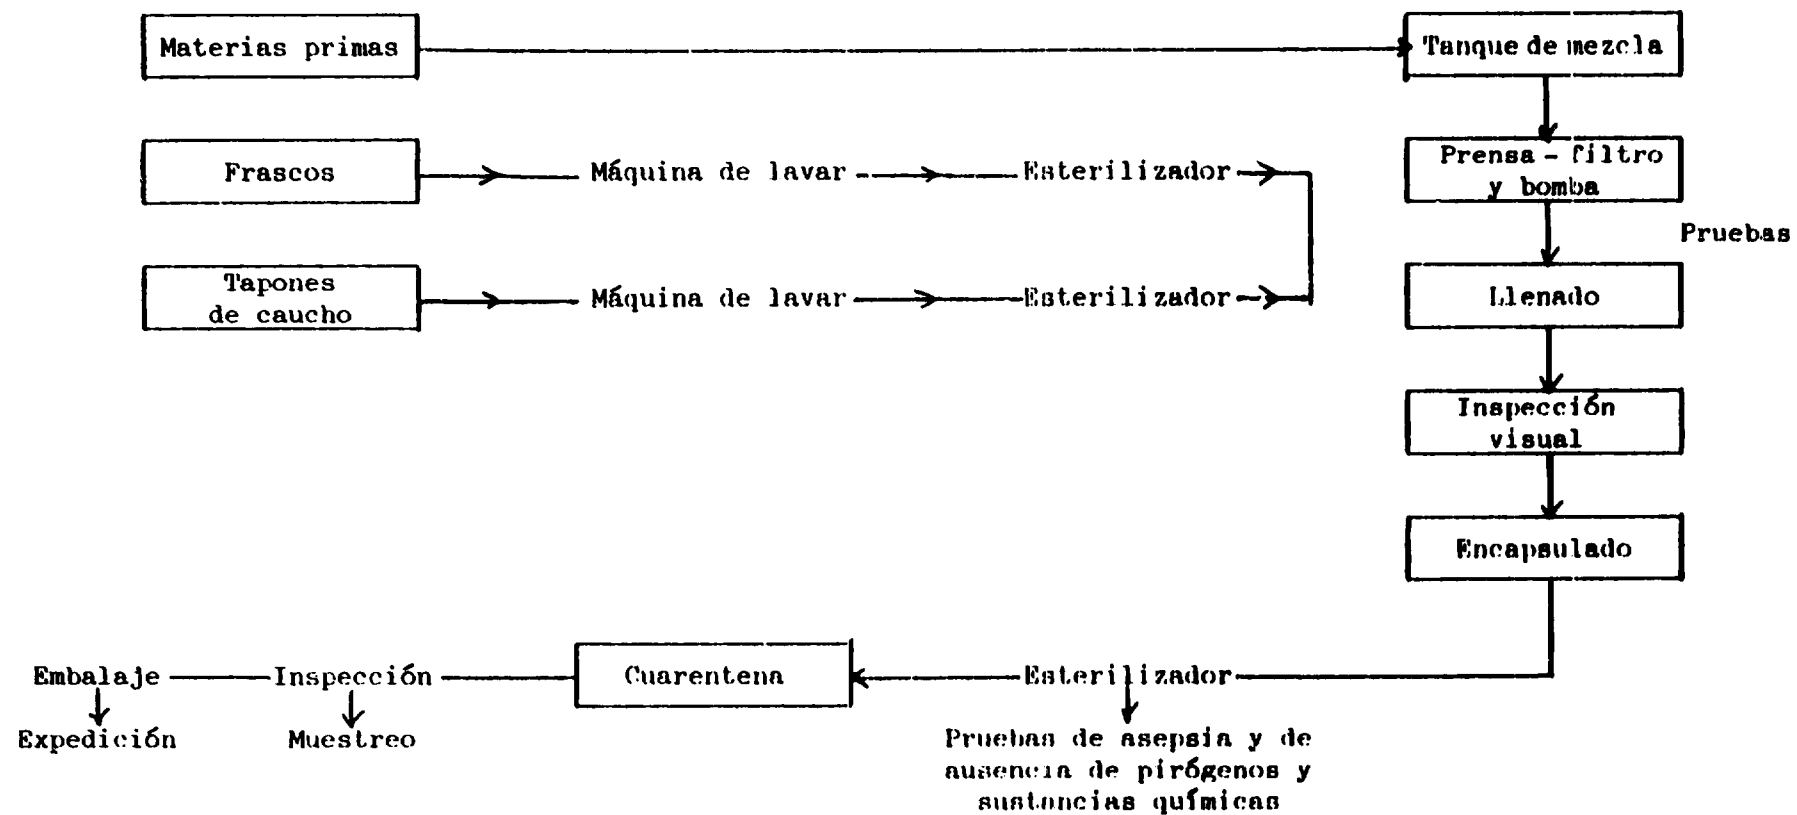 Materias primas
Tanque de mezcla
Frascos
Máquina de lavar
Esterilizador
Prensa - filtro
y bomba
Pruebas
Tapones
de caucho
Máquina de lavar
Esterilizador
Llenado
Inspección
visual
Encapsulado
Embalaje
Inspección
Cuarentena
Esterilizador
Expedición
Muestreo
Pruebas de asepsia y de
ausencia de pirógenos y
sustancias químicas